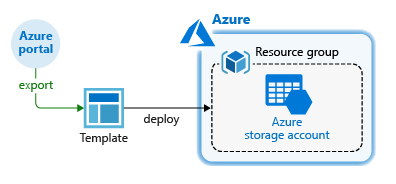 Azure
portal
export
Template
deploy
Azure
Resource group
Azure
storage account